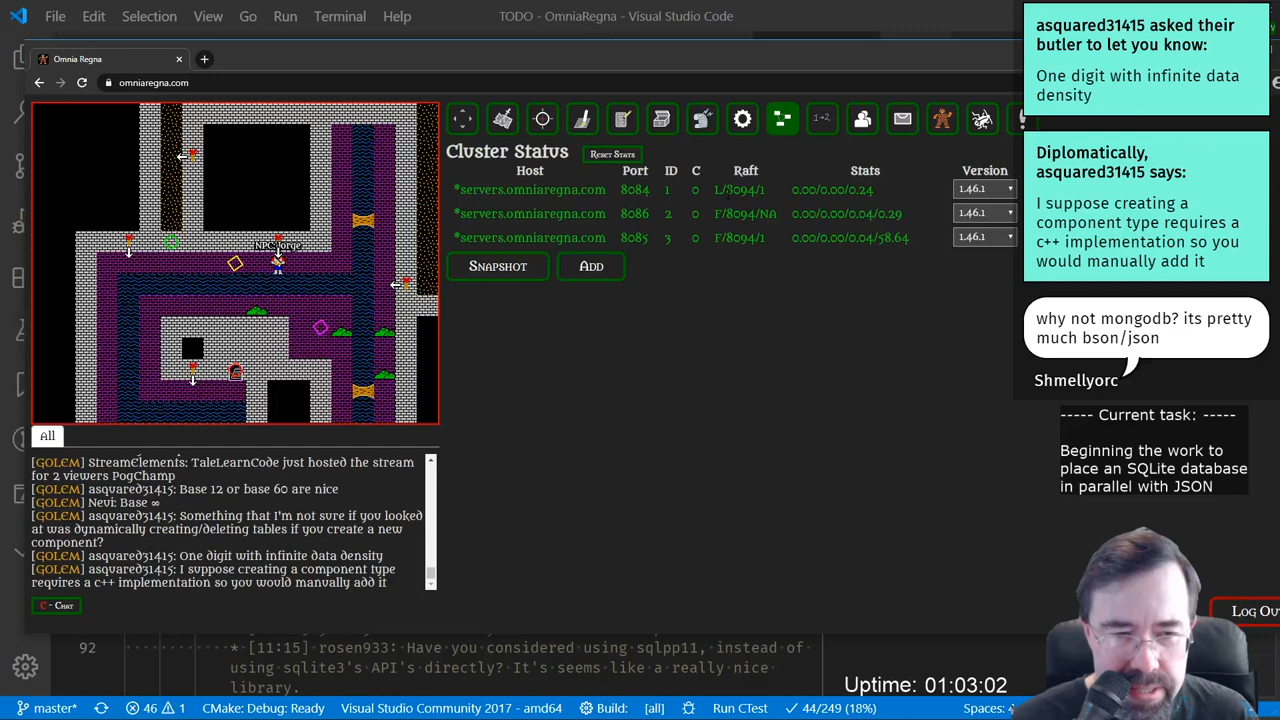 File Edit Selection View Go Run Terminal Help
TODO - OmniaRegna - Visual Studio Code
Omnia Regna
omniaregna.com
NPC Jorge
Cluster Status
Reset Stats
Host Port ID C Raft Stats Version
*servers.omniaregna.com 8084 1 0 L/8094/1 0.00/0.00/0.24 1.46.1
*servers.omniaregna.com 8086 2 0 F/8094/NA 0.00/0.00/0.04/0.29 1.46.1
*servers.omniaregna.com 8085 3 0 F/8094/1 0.00/0.00/0.04/58.64 1.46.1
Snapshot Add
All
[GOLEM] StreamElements: TaleLearnCode just hosted the stream
for 2 viewers PogChamp
[GOLEM] asquared31415: Base 12 or base 60 are nice
[GOLEM] Nevi: Base ∞
[GOLEM] asquared31415: Something that I'm not sure if you looked
at was dynamically creating/deleting tables if you create a new
component?
[GOLEM] asquared31415: One digit with infinite data density
[GOLEM] asquared31415: I suppose creating a component type
requires a c++ implementation so you would manually add it
C - Chat
Log Ou
92
* [11:15] rosen933: Have you considered using sqlpp11, instead of
using sqlite3's API's directly? It's seems like a really nice
library.
asquared31415 asked their
butler to let you know:
One digit with infinite data
density
Diplomatically,
asquared31415 says:
I suppose creating a
component type requires a
c++ implementation so you
would manually add it
why not mongodb? its pretty
much bson/json
Shmellyorc
----- Current task: -----
Beginning the work to
place an SQLite database
in parallel with JSON
Uptime: 01:03:02
master* 46 1 CMake: Debug: Ready Visual Studio Community 2017 - amd64 Build: [all] Run CTest 44/249 (18%) Spaces: 4